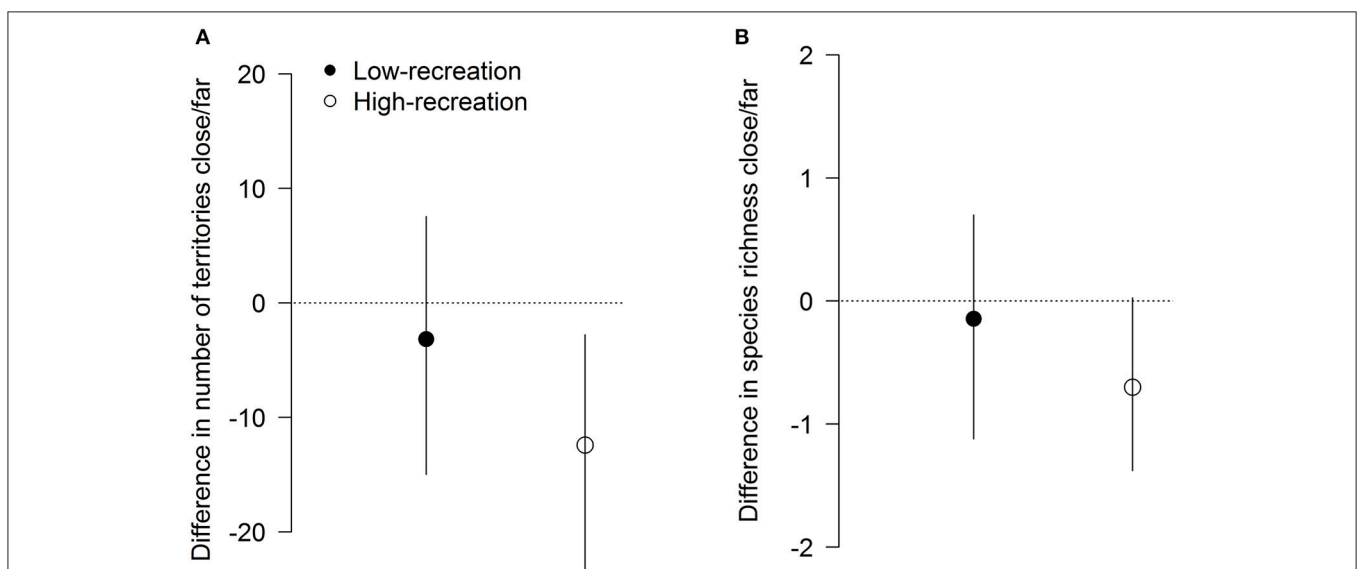 A
Low-recreation
High-recreation
Difference in number of territories close/far
20
10
0
-10
-20
B
Difference in species richness close/far
2
1
0
-1
-2